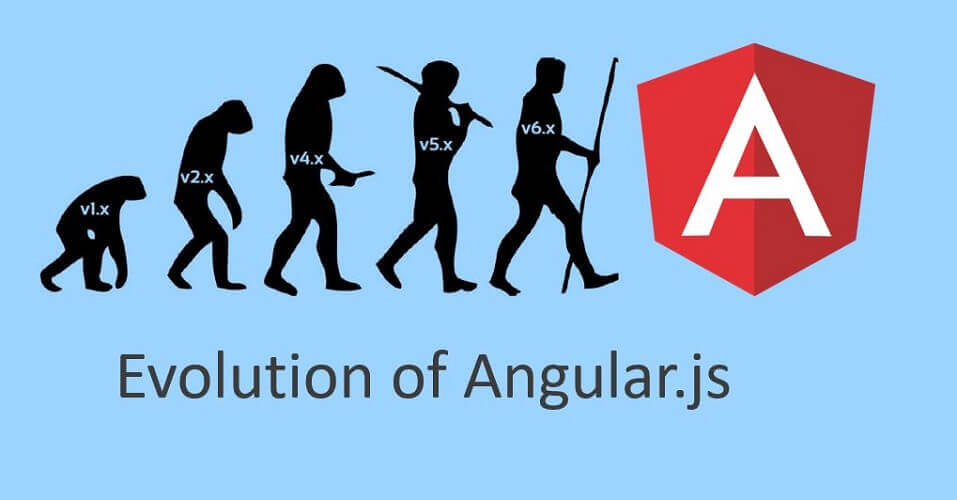 v1.x
v2.x
v4.x
v5.x
v6.x
A
Evolution of Angular.js